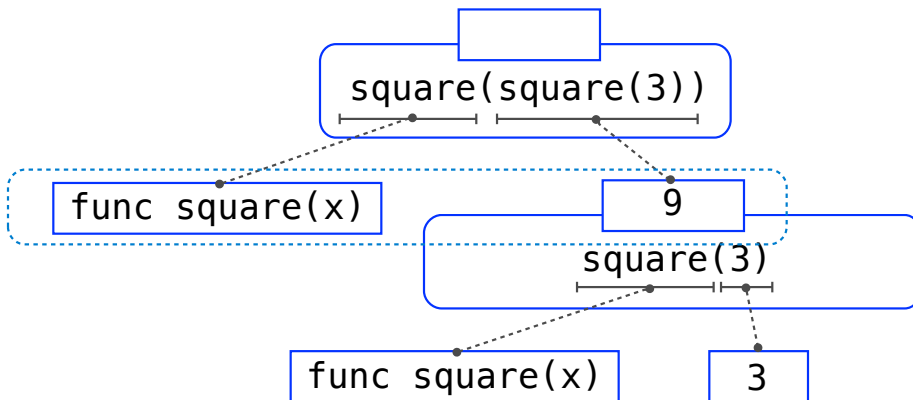 square(square(3))
func square(x)
9
square(3)
func square(x)
3